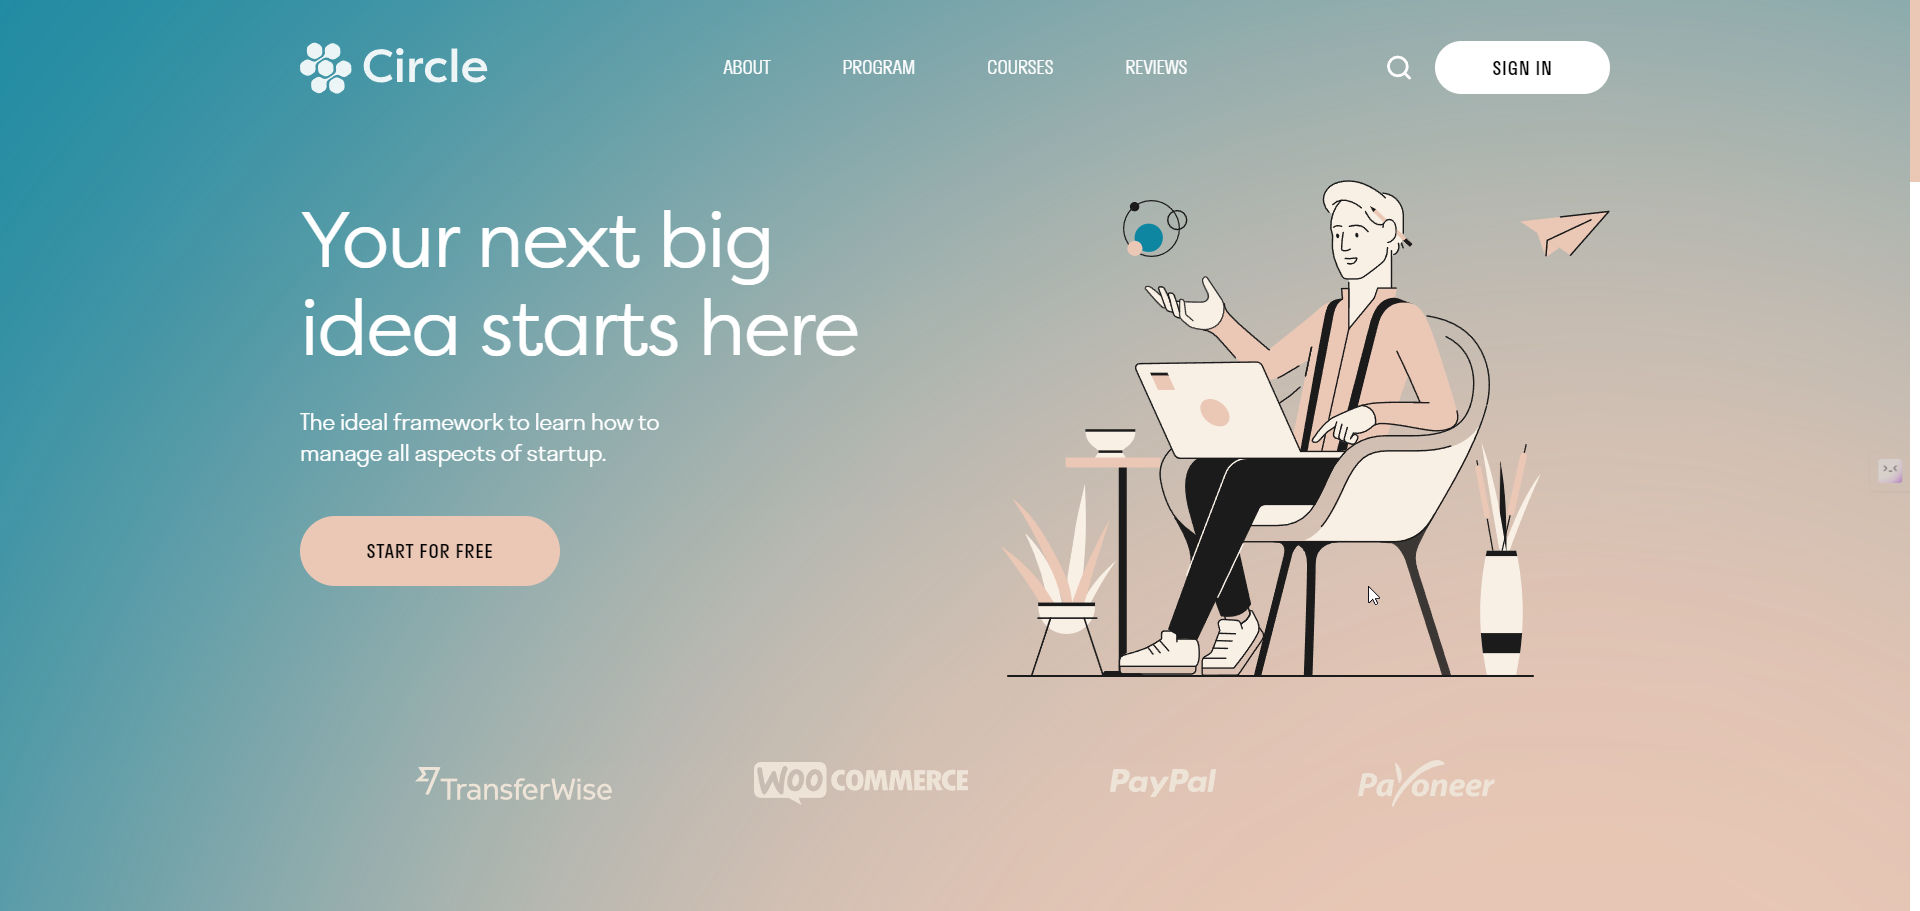 Circle
ABOUT PROGRAM COURSES REVIEWS
SIGN IN
Your next big
idea starts here
The ideal framework to learn how to
manage all aspects of startup.
START FOR FREE
TransferWise
WOO COMMERCE
PayPal
Payoneer